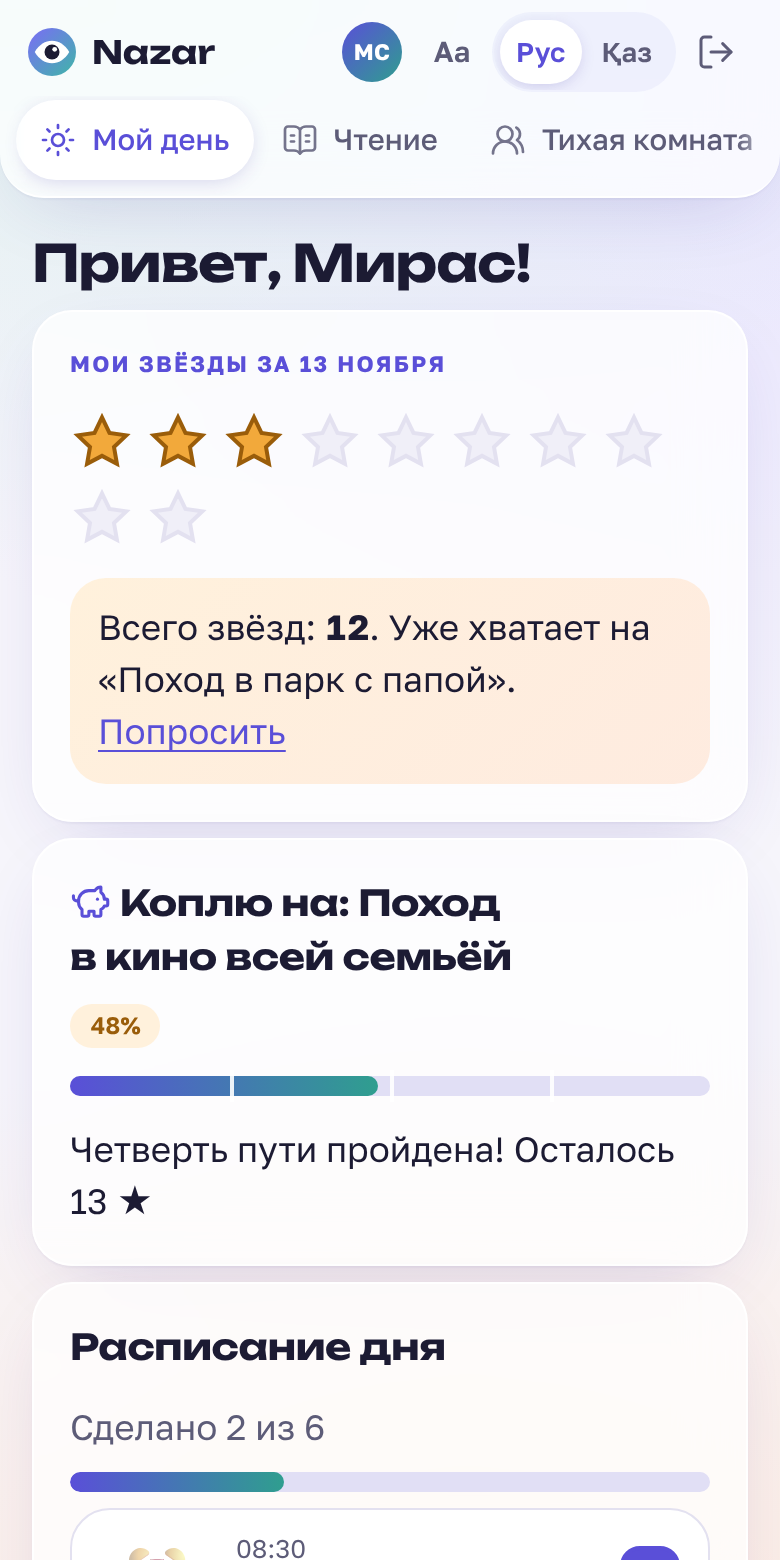 Nazar
МС Аа Рус Қаз
Мой день Чтение Тихая комната
Привет, Мирас!
МОИ ЗВЁЗДЫ ЗА 13 НОЯБРЯ
Всего звёзд: 12. Уже хватает на
«Поход в парк с папой».
Попросить
Коплю на: Поход
в кино всей семьёй
48%
Четверть пути пройдена! Осталось
13 ★
Расписание дня
Сделано 2 из 6
08:30